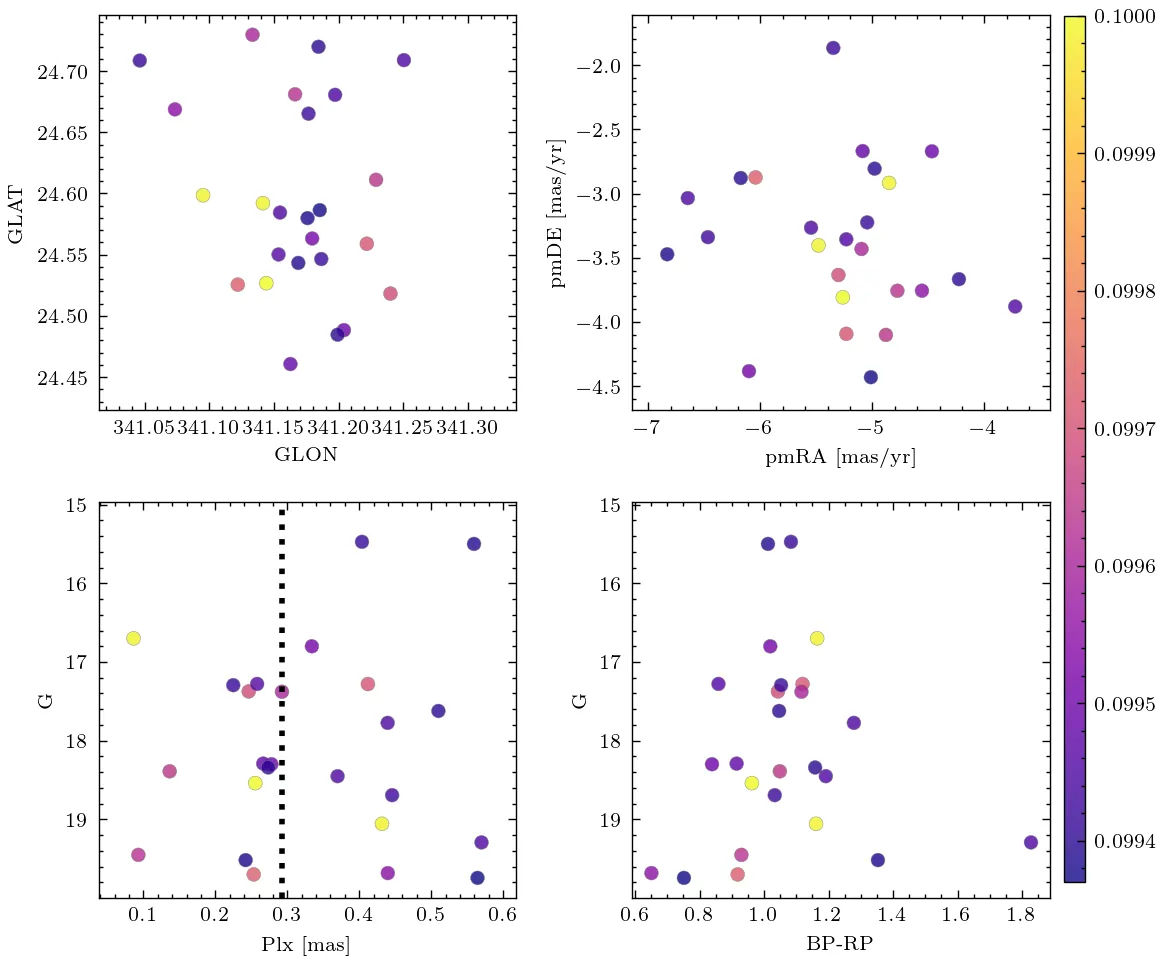 24.70
24.65
24.60
24.55
24.50
24.45
GLAT
341.05 341.10 341.15 341.20 341.25 341.30
GLON
−2.0
−2.5
−3.0
−3.5
−4.0
−4.5
pmDE [mas/yr]
−7 −6 −5 −4
pmRA [mas/yr]
0.1000
0.0999
0.0998
0.0997
0.0996
0.0995
0.0994
15
16
17
18
19
G
0.1 0.2 0.3 0.4 0.5 0.6
Plx [mas]
15
16
17
18
19
G
0.6 0.8 1.0 1.2 1.4 1.6 1.8
BP-RP